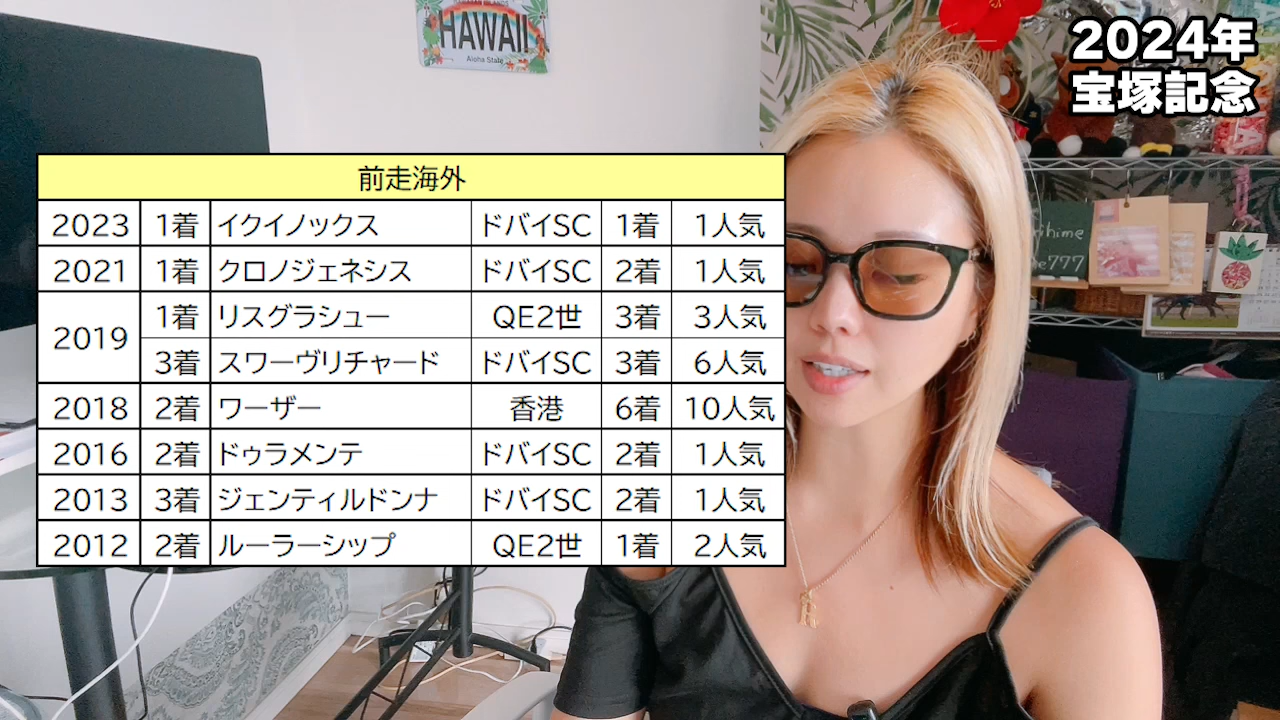 HAWAII
Aloha State
2024年
宝塚記念
前走海外
2023 1着 イクイノックス ドバイSC 1着 1人気
2021 1着 クロノジェネシス ドバイSC 2着 1人気
2019 1着 リスグラシュー QE2世 3着 3人気
3着 スワーヴリチャード ドバイSC 3着 6人気
2018 2着 ワーザー 香港 6着 10人気
2016 2着 ドゥラメンテ ドバイSC 2着 1人気
2013 3着 ジェンティルドンナ ドバイSC 2着 1人気
2012 2着 ルーラーシップ QE2世 1着 2人気